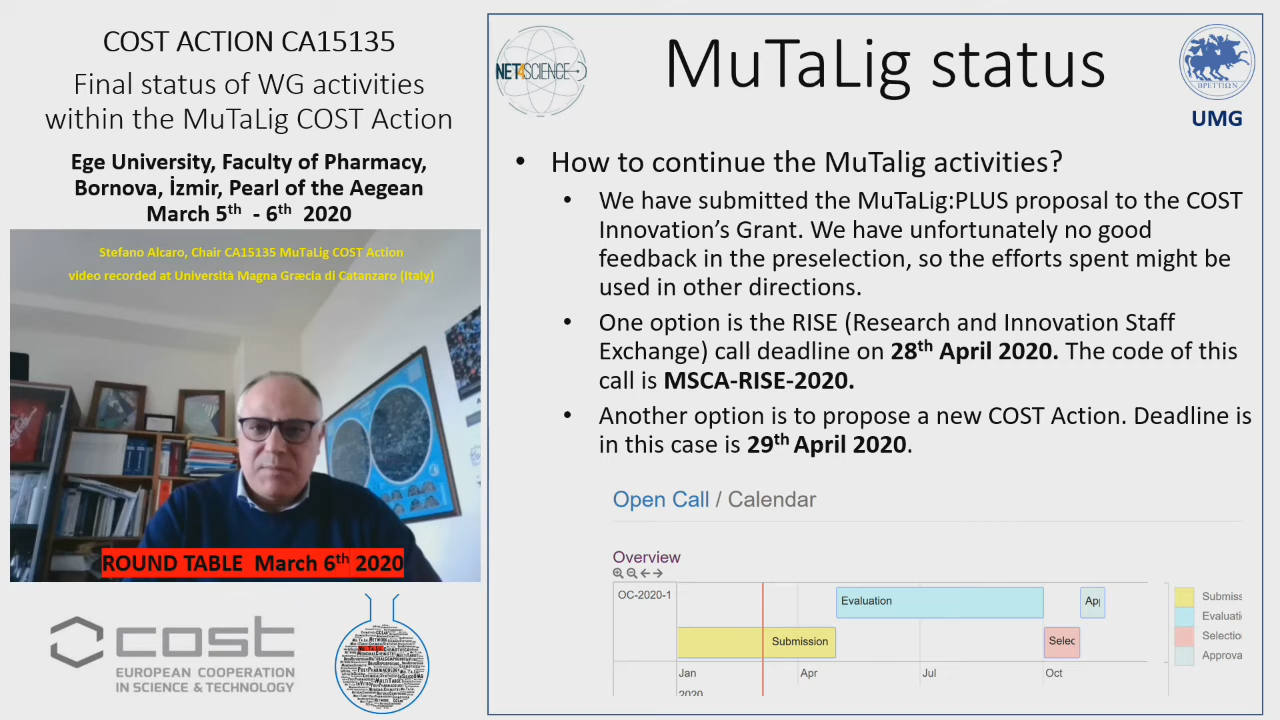 COST ACTION CA15135
Final status of WG activities
within the MuTaLig COST Action
Ege University, Faculty of Pharmacy,
Bornova, İzmir, Pearl of the Aegean
March 5th - 6th 2020
Stefano Alcaro, Chair CA15135 MuTaLig COST Action
video recorded at Università Magna Græcia di Catanzaro (Italy)
ROUND TABLE March 6th 2020
cost
EUROPEAN COOPERATION
IN SCIENCE & TECHNOLOGY
NET4SCIENCE
MuTaLig status
ΒΡΕΤΤΙΩΝ
UMG
• How to continue the MuTalig activities?
• We have submitted the MuTaLig:PLUS proposal to the COST
Innovation's Grant. We have unfortunately no good
feedback in the preselection, so the efforts spent might be
used in other directions.
• One option is the RISE (Research and Innovation Staff
Exchange) call deadline on 28th April 2020. The code of this
call is MSCA-RISE-2020.
• Another option is to propose a new COST Action. Deadline is
in this case is 29th April 2020.
Open Call / Calendar
Overview
OC-2020-1
Evaluation
Ap
Submission
Selec
Jan
Apr
Jul
Oct
2020
Submiss
Evaluati
Selectio
Approva